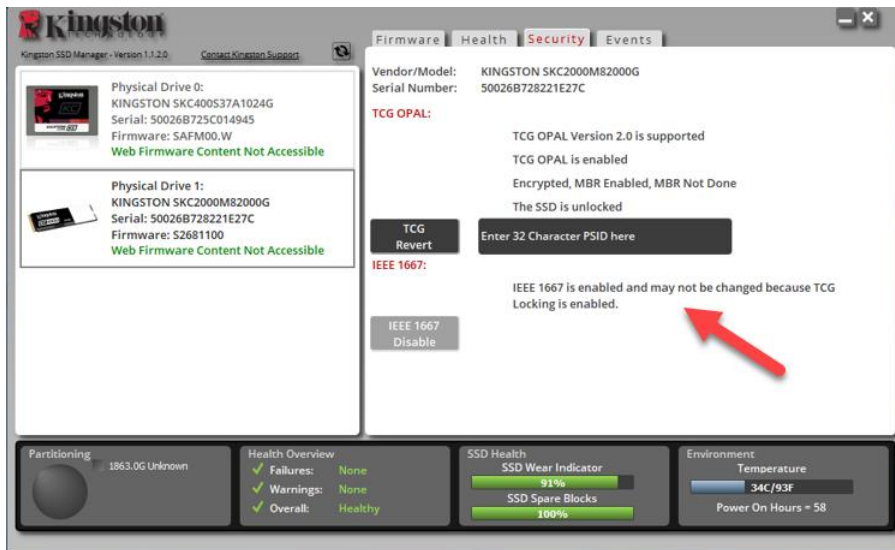 Kingston
TECHNOLOGY
Kingston SSD Manager - Version 1.1.2.0 Contact Kingston Support
Firmware Health Security Events
Physical Drive 0:
KINGSTON SKC400S37A1024G
Serial: 50026B725C014945
Firmware: SAFM00.W
Web Firmware Content Not Accessible
Physical Drive 1:
KINGSTON SKC2000M82000G
Serial: 50026B728221E27C
Firmware: S2681100
Web Firmware Content Not Accessible
Vendor/Model: KINGSTON SKC2000M82000G
Serial Number: 50026B728221E27C
TCG OPAL:
TCG OPAL Version 2.0 is supported
TCG OPAL is enabled
Encrypted, MBR Enabled, MBR Not Done
The SSD is unlocked
TCG
Revert
Enter 32 Character PSID here
IEEE 1667:
IEEE 1667 is enabled and may not be changed because TCG
Locking is enabled.
IEEE 1667
Disable
Partitioning
1863.0G Unknown
Health Overview
Failures: None
Warnings: None
Overall: Healthy
SSD Health
SSD Wear Indicator
91%
SSD Spare Blocks
100%
Environment
Temperature
34C/93F
Power On Hours = 58